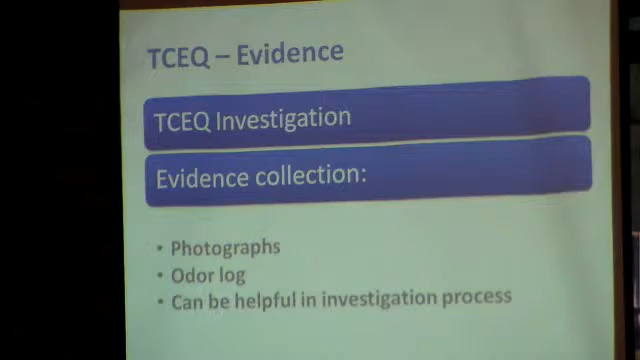 TCEQ – Evidence
TCEQ Investigation
Evidence collection:
• Photographs
• Odor log
• Can be helpful in investigation process